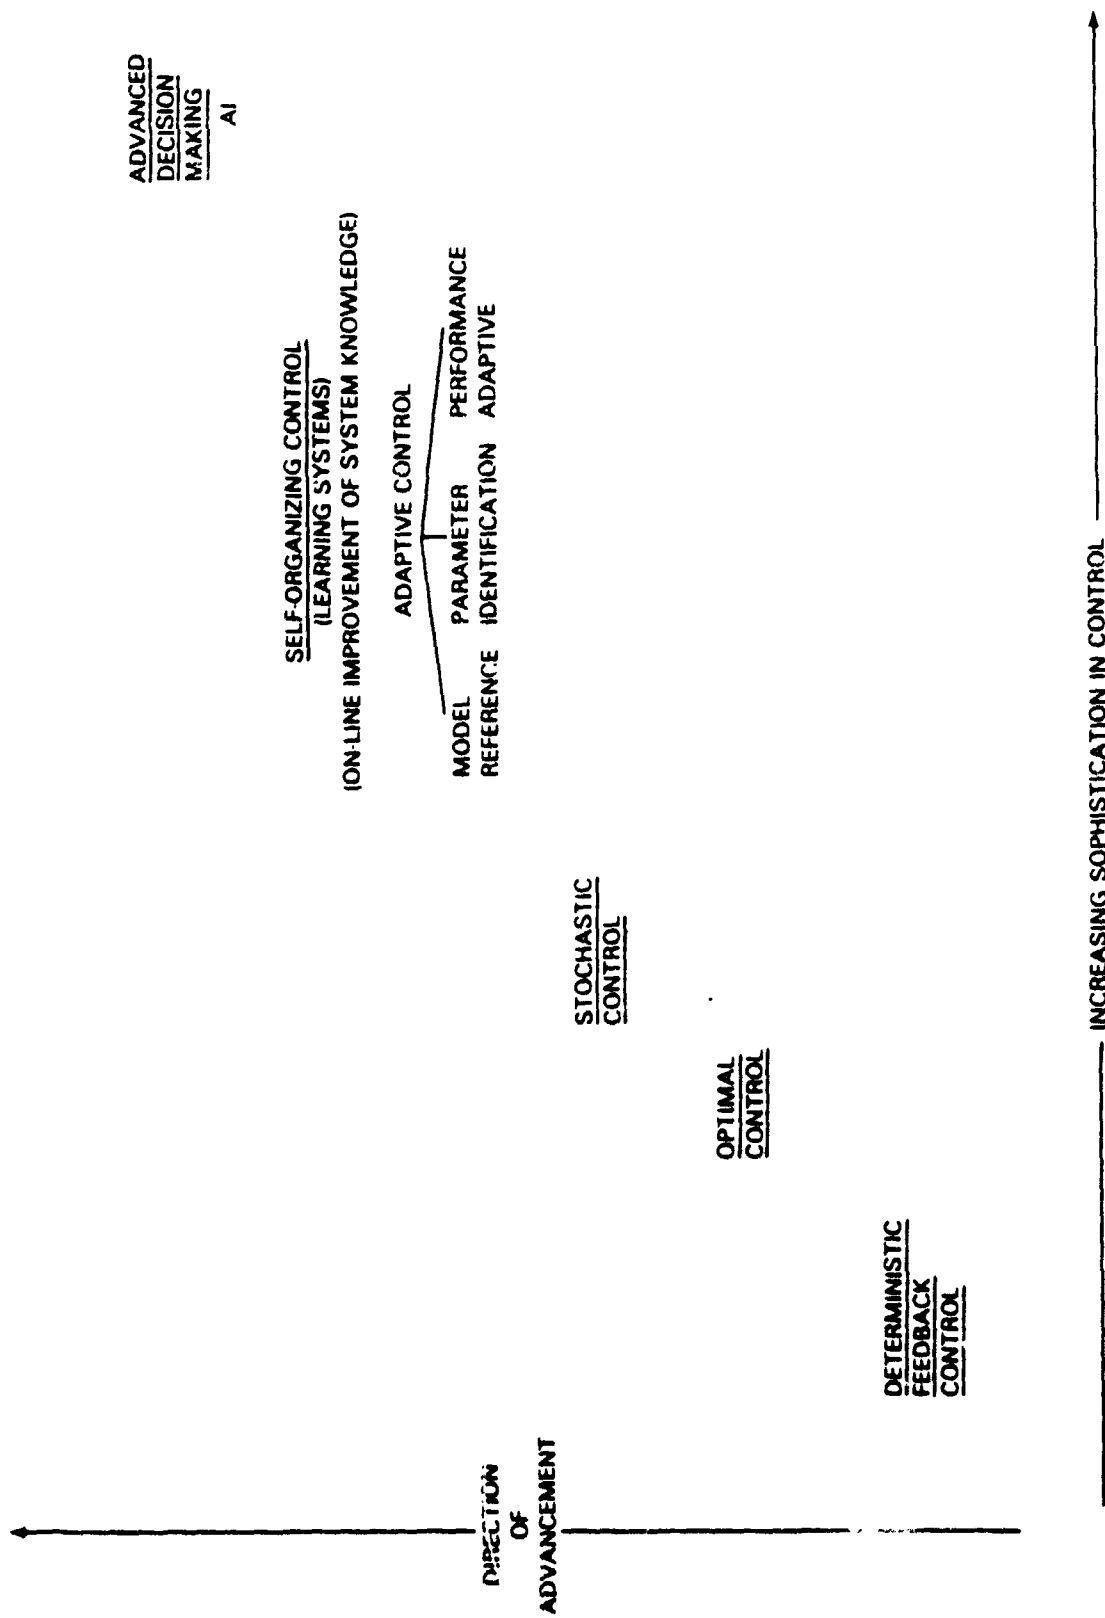 ADVANCED
DECISION
MAKING
AI
SELF-ORGANIZING CONTROL
(LEARNING SYSTEMS)
(ON-LINE IMPROVEMENT OF SYSTEM KNOWLEDGE)
ADAPTIVE CONTROL
MODEL PARAMETER PERFORMANCE
REFERENCE IDENTIFICATION ADAPTIVE
DIRECTION
OF
ADVANCEMENT
STOCHASTIC
CONTROL
OPTIMAL
CONTROL
DETERMINISTIC
FEEDBACK
CONTROL
INCREASING SOPHISTICATION IN CONTROL